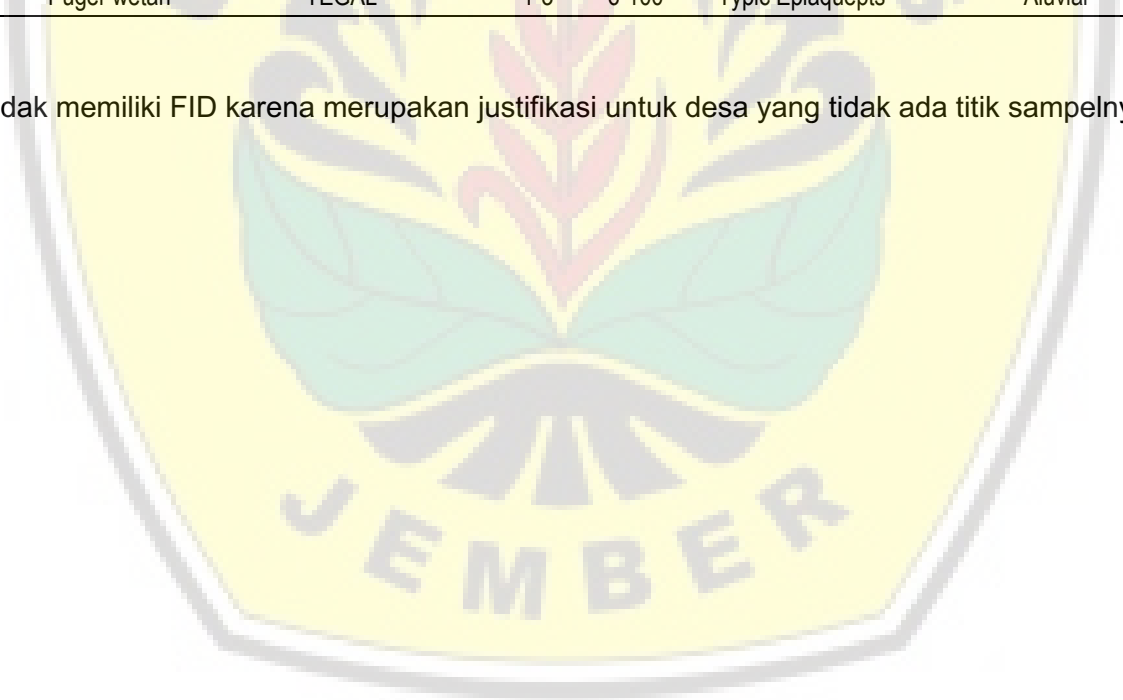 Puger wetan TEGAL Typic Epiaquepts Aluvial
dak memiliki FID karena merupakan justifikasi untuk desa yang tidak ada titik sampelny
JEMBER